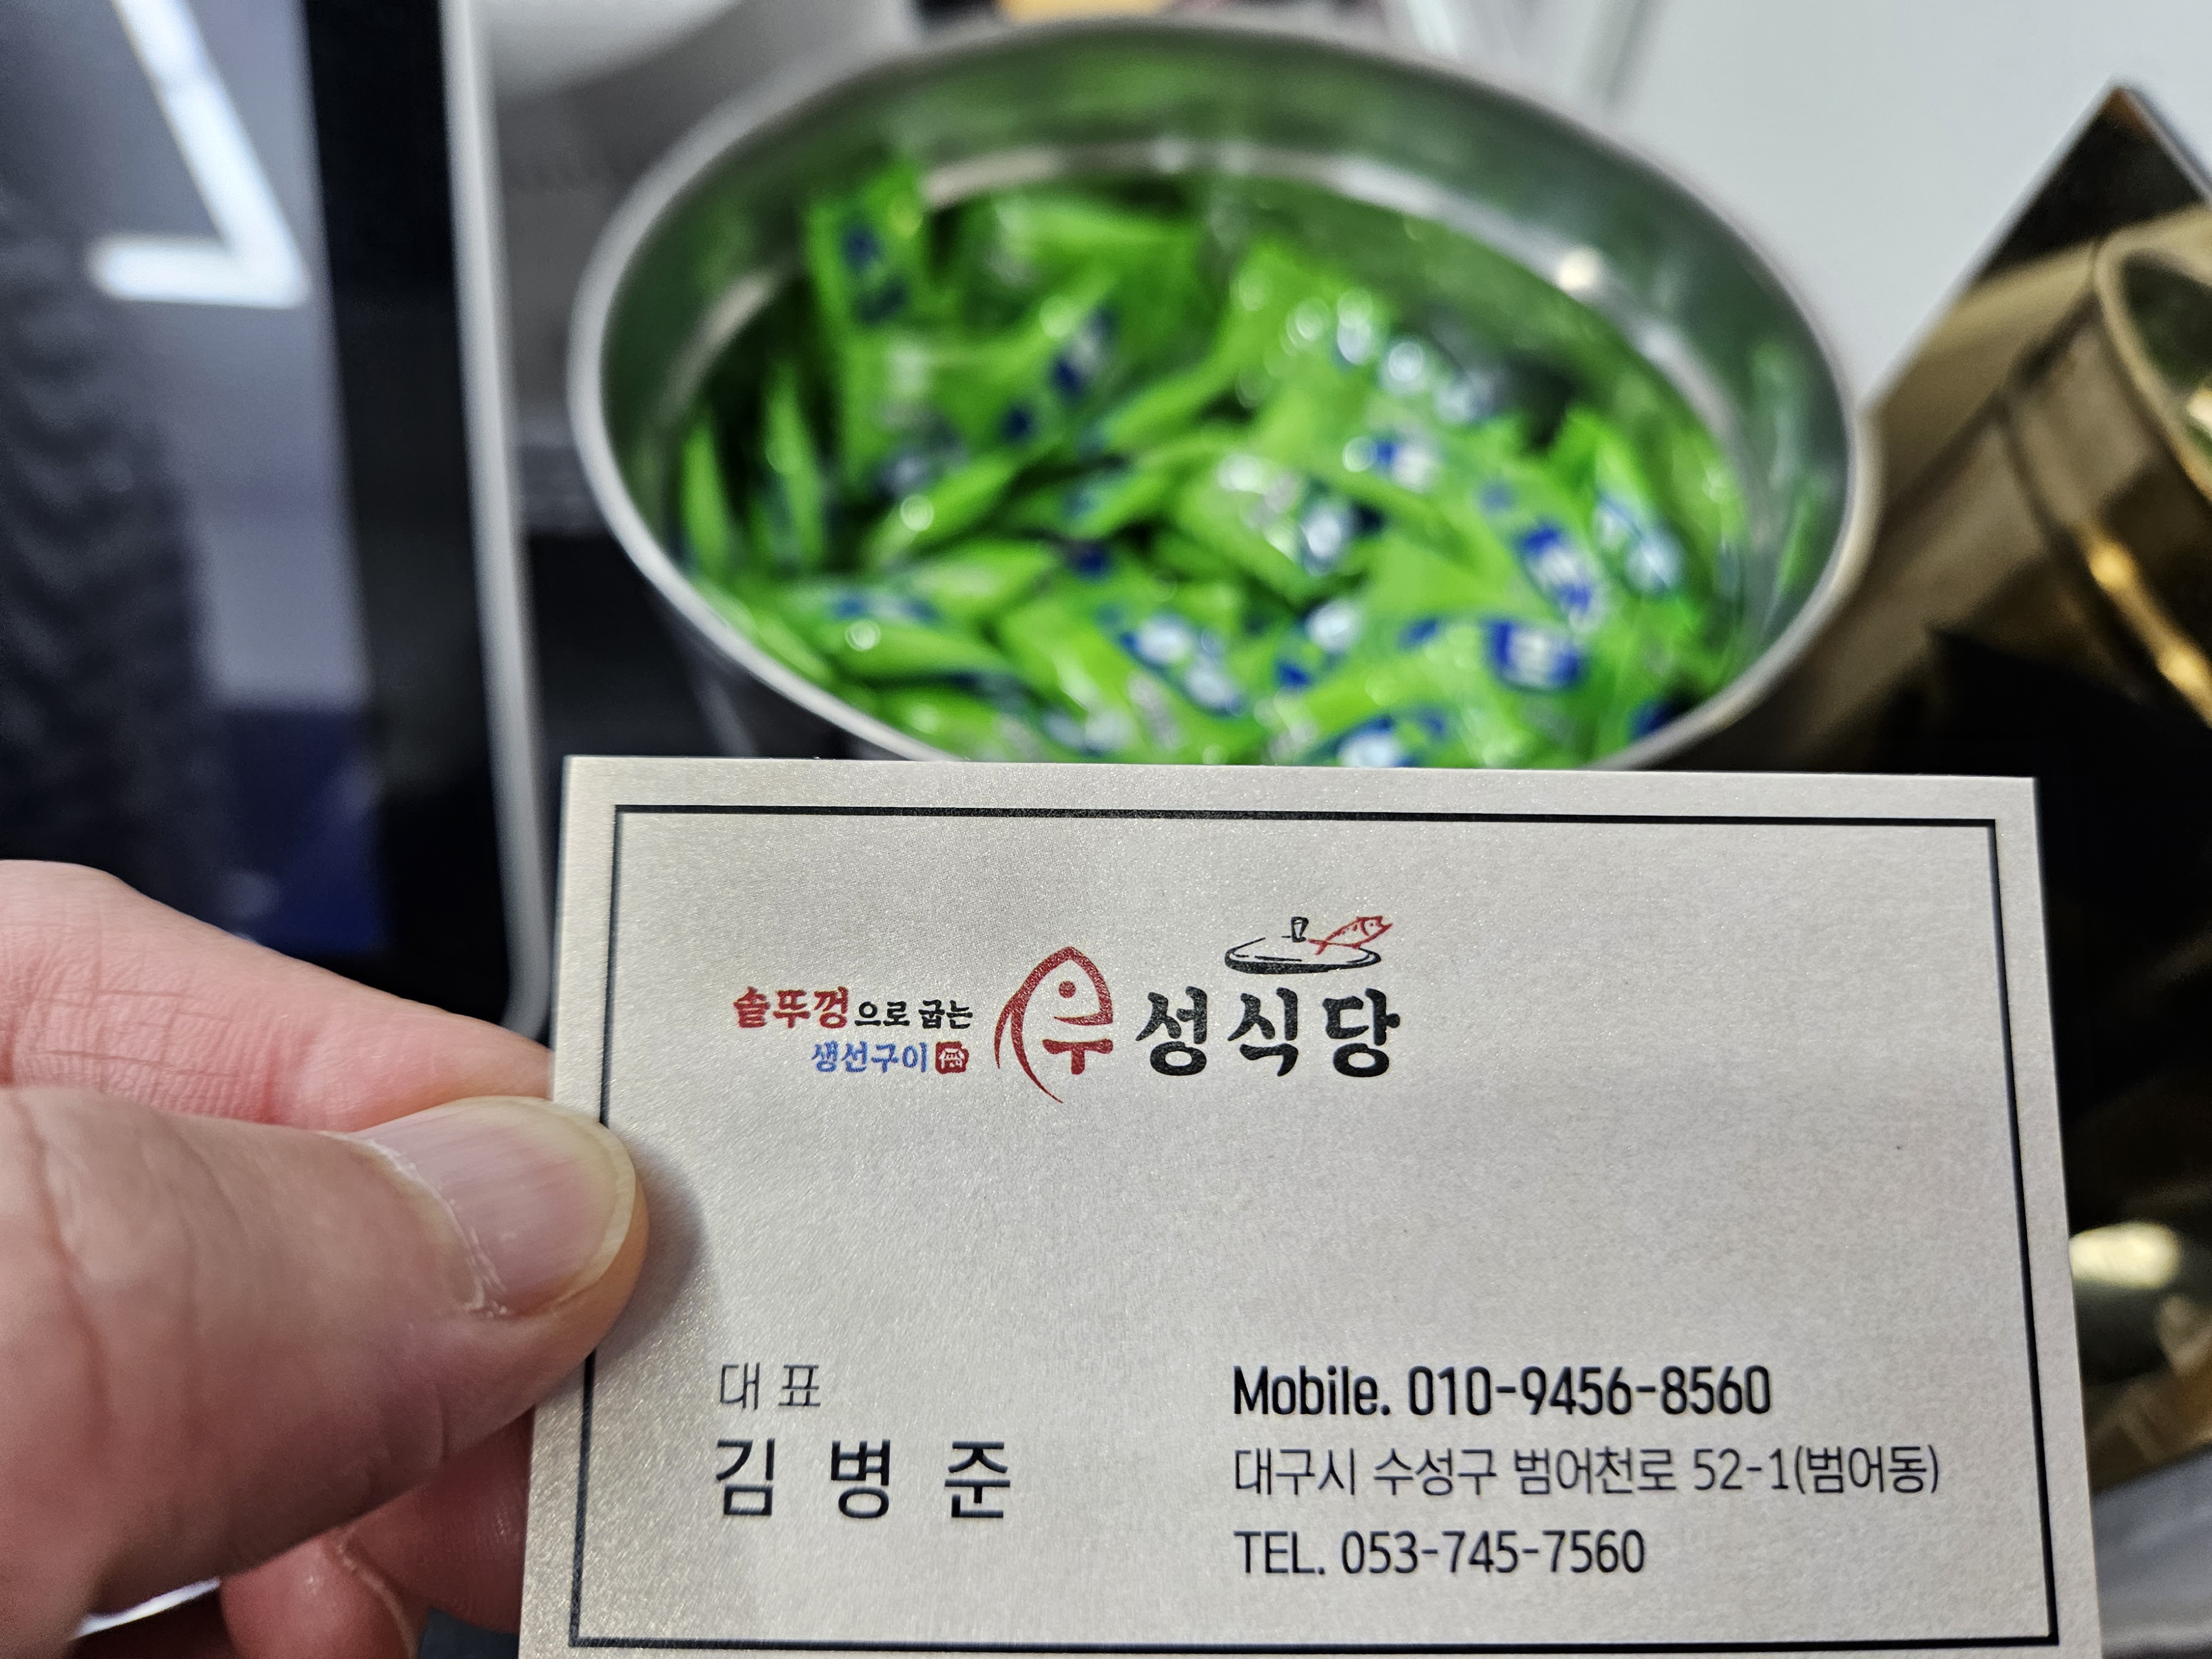 솥뚜껑으로 굽는
생선구이
우성식당
대표
김병준
Mobile. 010-9456-8560
대구시 수성구 범어천로 52-1(범어동)
TEL. 053-745-7560